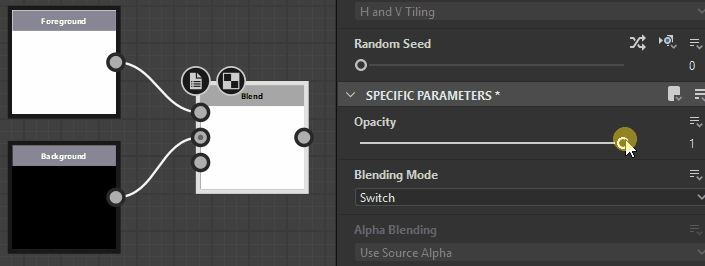 Foreground
Background
Blend
H and V Tiling
Random Seed
0
SPECIFIC PARAMETERS *
Opacity
1
Blending Mode
Switch
Alpha Blending
Use Source Alpha